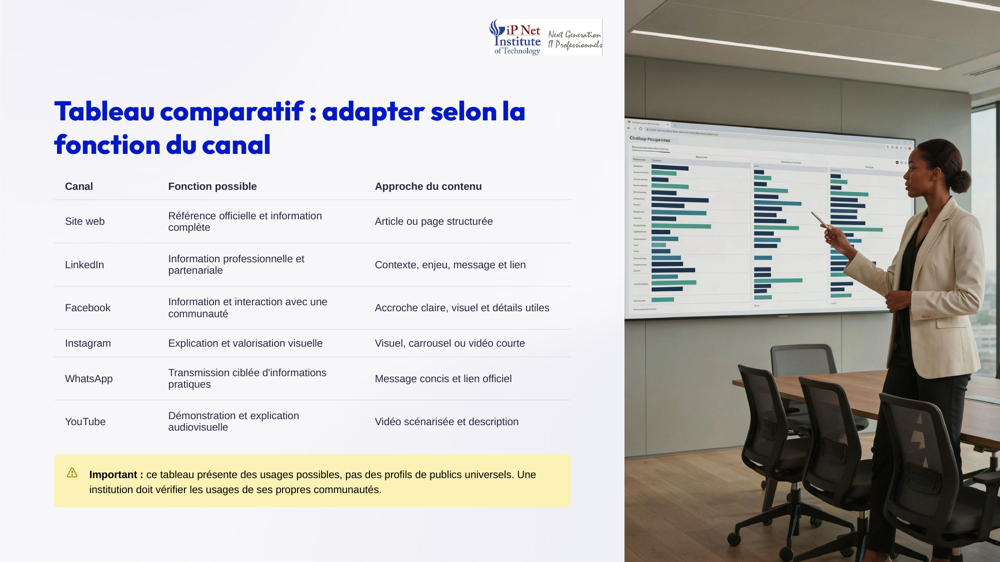 iP Net
Institute
of Technology
Next Generation
IT Professionnels
Tableau comparatif : adapter selon la
fonction du canal
Canal Fonction possible Approche du contenu
Site web Référence officielle et information complète Article ou page structurée
LinkedIn Information professionnelle et partenariale Contexte, enjeu, message et lien
Facebook Information et interaction avec une communauté Accroche claire, visuel et détails utiles
Instagram Explication et valorisation visuelle Visuel, carrousel ou vidéo courte
WhatsApp Transmission ciblée d'informations pratiques Message concis et lien officiel
YouTube Démonstration et explication audiovisuelle Vidéo scénarisée et description
Important : ce tableau présente des usages possibles, pas des profils de publics universels. Une
institution doit vérifier les usages de ses propres communautés.